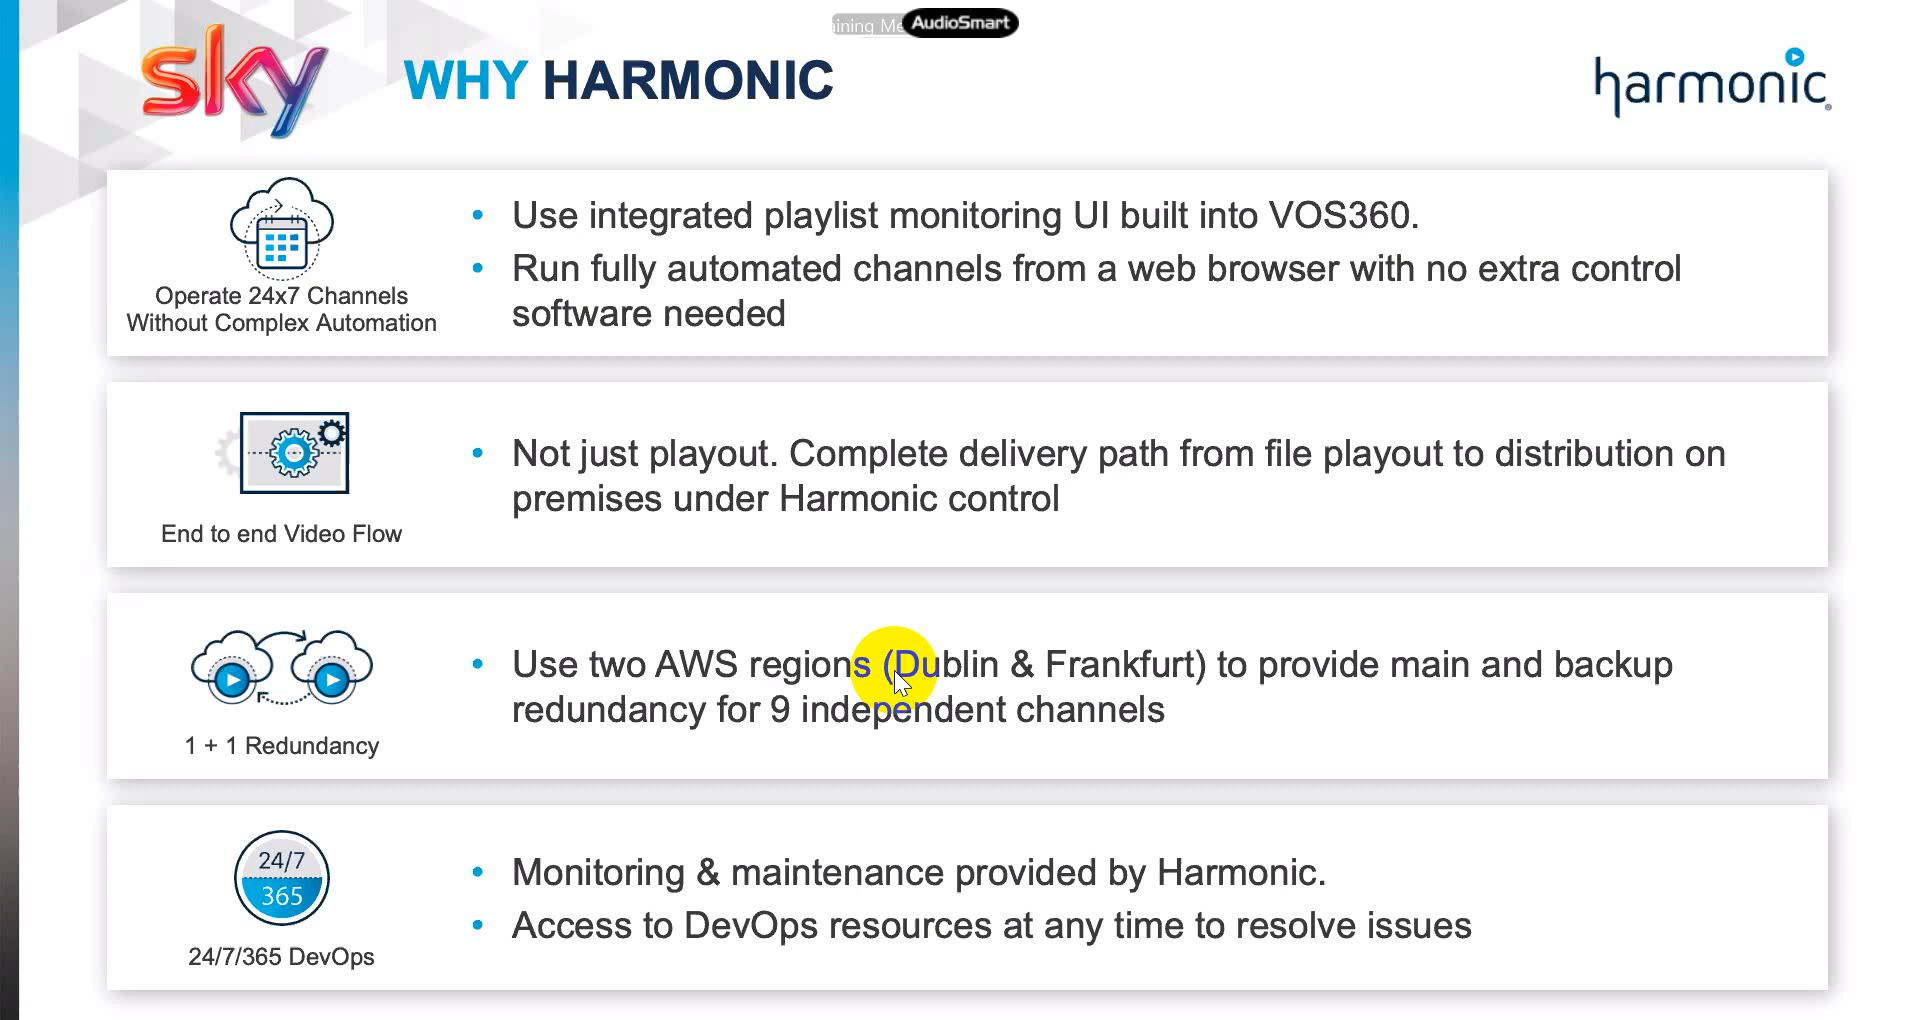 AudioSmart
sky
WHY HARMONIC
harmonic
Operate 24x7 Channels
Without Complex Automation
• Use integrated playlist monitoring UI built into VOS360.
• Run fully automated channels from a web browser with no extra control
software needed
End to end Video Flow
• Not just playout. Complete delivery path from file playout to distribution on
premises under Harmonic control
1 + 1 Redundancy
• Use two AWS regions (Dublin & Frankfurt) to provide main and backup
redundancy for 9 independent channels
24/7
365
24/7/365 DevOps
• Monitoring & maintenance provided by Harmonic.
• Access to DevOps resources at any time to resolve issues